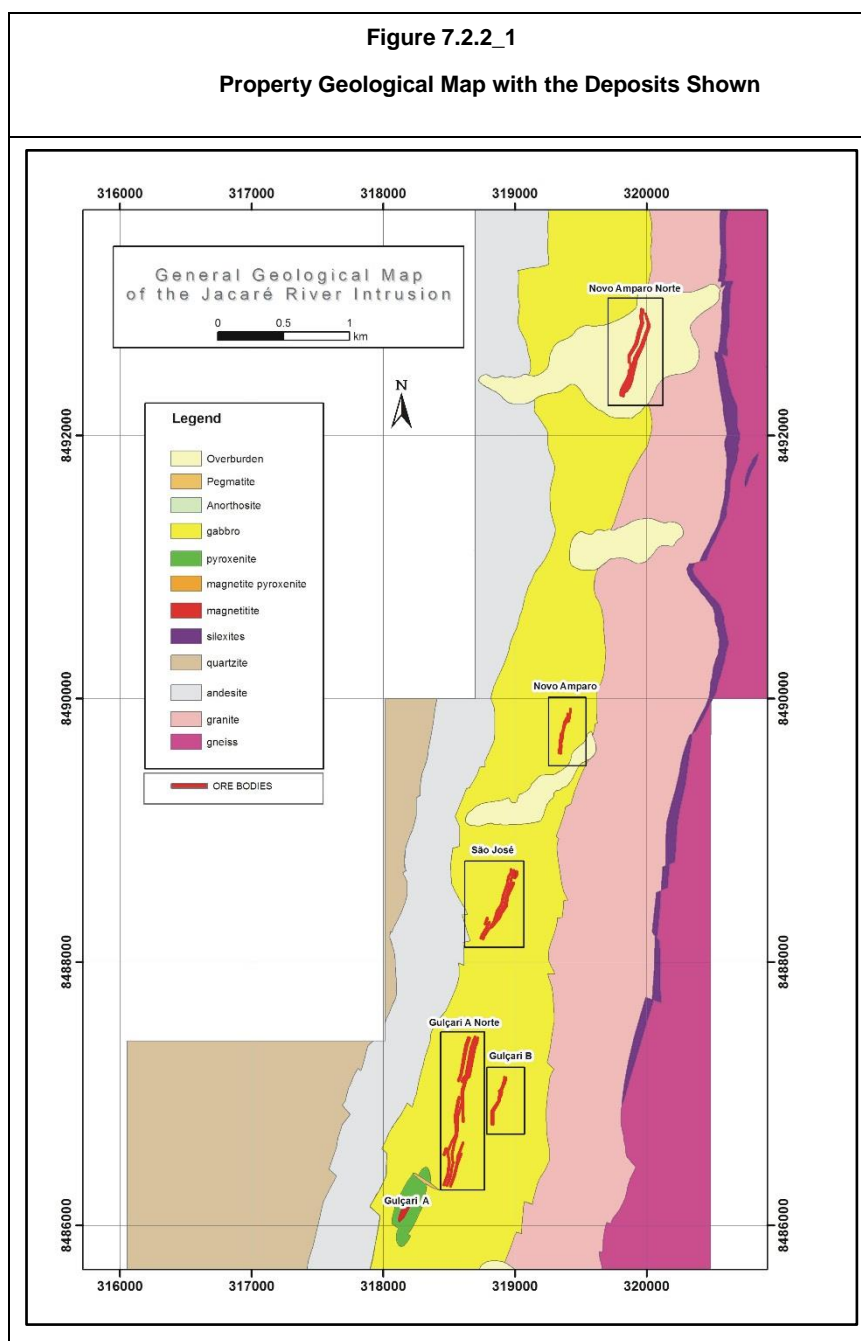 Figure 7.2.2_1
Property Geological Map with the Deposits Shown
316000 317000 318000 319000 320000
General Geological Map
of the Jacaré River Intrusion
0 0.5 1
km
N
Novo Amparo Norte
8492000 8492000
Legend
Overburden
Pegmatite
Anorthosite
gabbro
pyroxenite
magnetite pyroxenite
magnetitite
silexites
quartzite
andesite
granite
gneiss
ORE BODIES
8490000 8490000
Novo Amparo
São José
8488000 8488000
Gulçari A Norte
Gulçari B
Gulçari A
8486000 8486000
316000 317000 318000 319000 320000